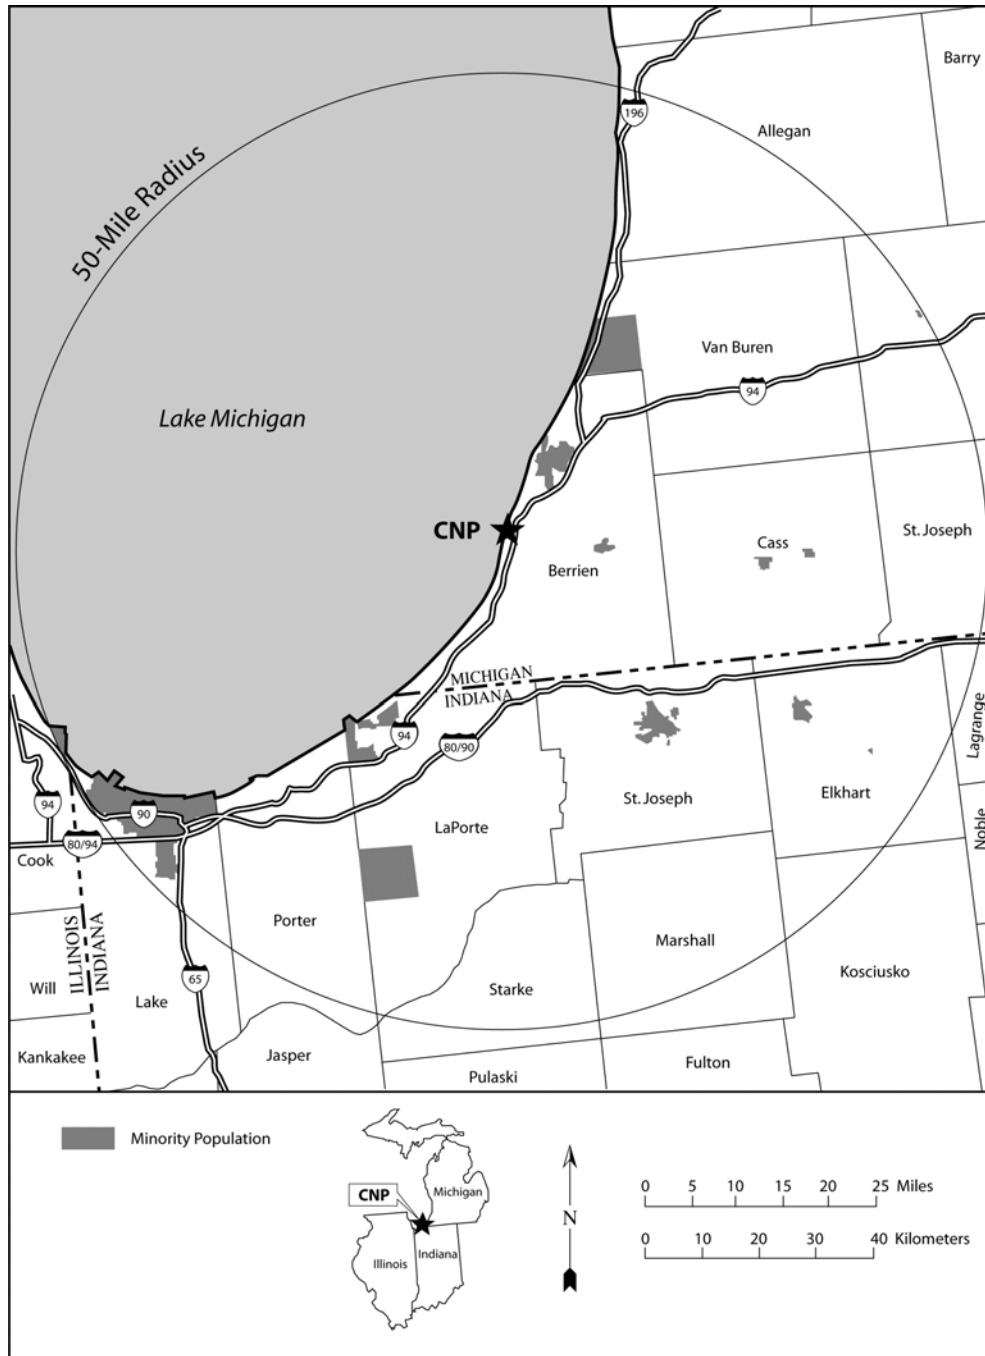 Barry
196
Allegan
50-Mile Radius
Van Buren
94
Lake Michigan
CNP
St. Joseph
Cass
Berrien
MICHIGAN
INDIANA
Lagrange
94
80/90
Elkhart
St. Joseph
94
90
LaPorte
Noble
80/94
Cook
Porter
Marshall
ILLINOIS
INDIANA
Kosciusko
65
Will
Lake
Starke
Kankakee
Jasper
Fulton
Pulaski
Minority Population
CNP
Michigan
Illinois
Indiana
N
0 5 10 15 20 25 Miles
0 10 20 30 40 Kilometers